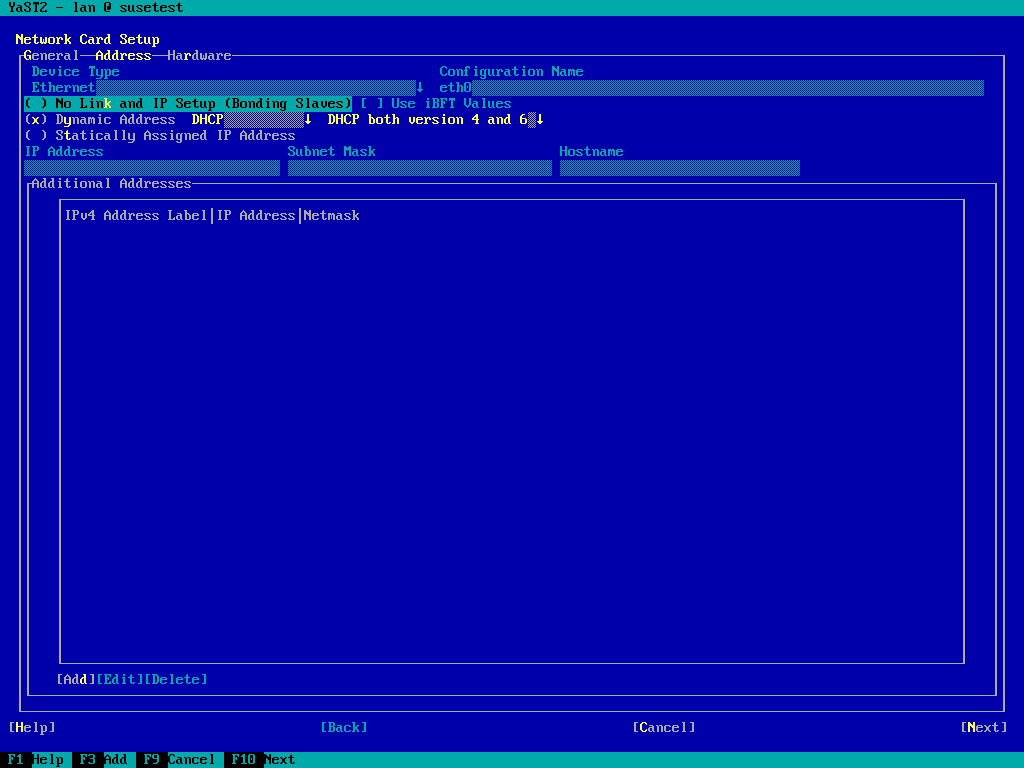 YaST2 - lan @ susetest
Network Card Setup
General Address Hardware
Device Type Configuration Name
Ethernet ↓ eth0
( ) No Link and IP Setup (Bonding Slaves) [ ] Use iBFT Values
(x) Dynamic Address DHCP ↓ DHCP both version 4 and 6 ↓
( ) Statically Assigned IP Address
IP Address Subnet Mask Hostname
Additional Addresses
IPv4 Address Label|IP Address|Netmask
[Add][Edit][Delete]
[Help] [Back] [Cancel] [Next]
F1 Help F3 Add F9 Cancel F10 Next